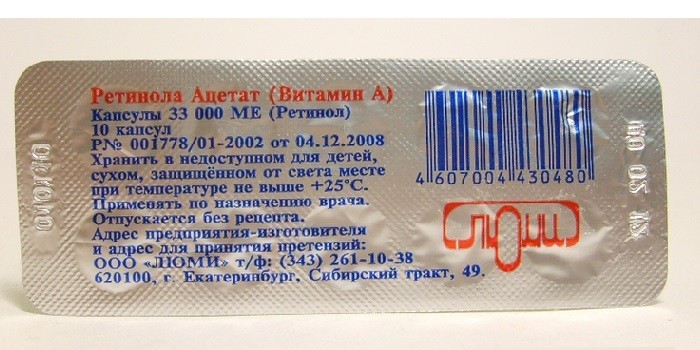 Ретинола Ацетат (Витамин А)
Капсулы 33 000 МЕ (Ретинол)
10 капсул
Р№ 001778/01-2002 от 04.12.2008
Хранить в недоступном для детей,
сухом, защищённом от света месте
при температуре не выше +25°С.
Применять по назначению врача.
Отпускается без рецепта.
Адрес предприятия-изготовителя
и адрес для принятия претензий:
ООО «ЛЮМИ» т/ф: (343) 261-10-38
620100, г. Екатеринбург, Сибирский тракт, 49.
4 607004 430480
ЛЮМИ